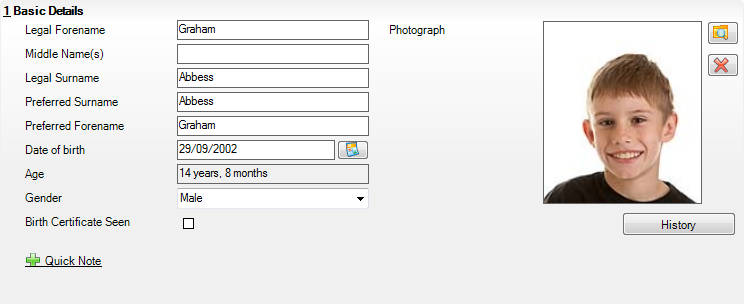 1 Basic Details
Legal Forename Graham Photograph
Middle Name(s)
Legal Surname Abbess
Preferred Surname Abbess
Preferred Forename Graham
Date of birth 29/09/2002
Age 14 years, 8 months
Gender Male
Birth Certificate Seen History
Quick Note